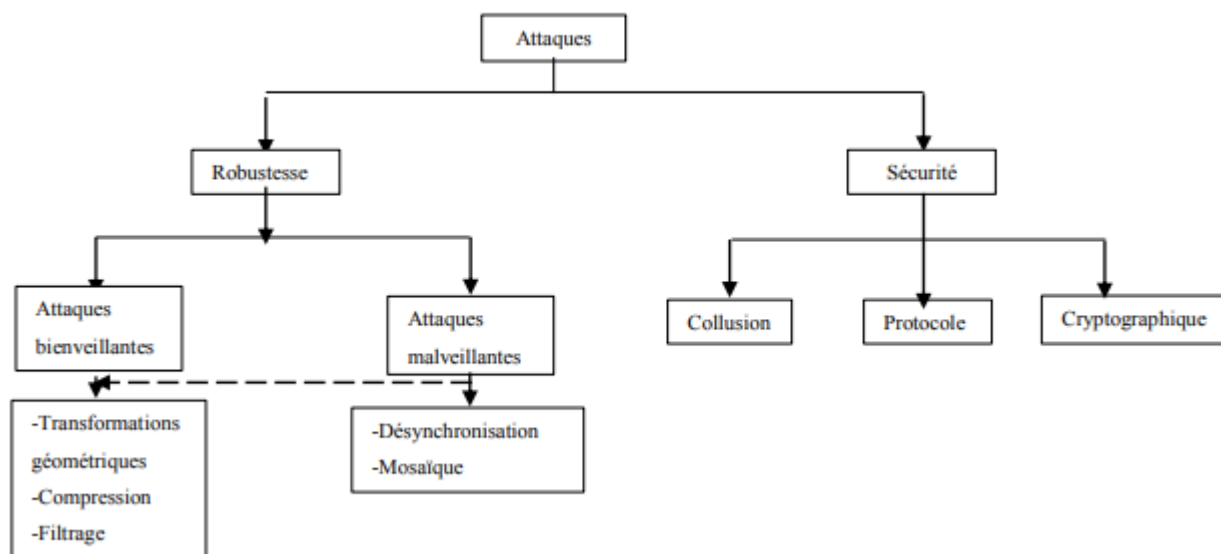 Attaques
Robustesse
Sécurité
Attaques
bienveillantes
Attaques
malveillantes
Collusion
Protocole
Cryptographique
-Transformations
géométriques
-Compression
-Filtrage
-Désynchronisation
-Mosaïque